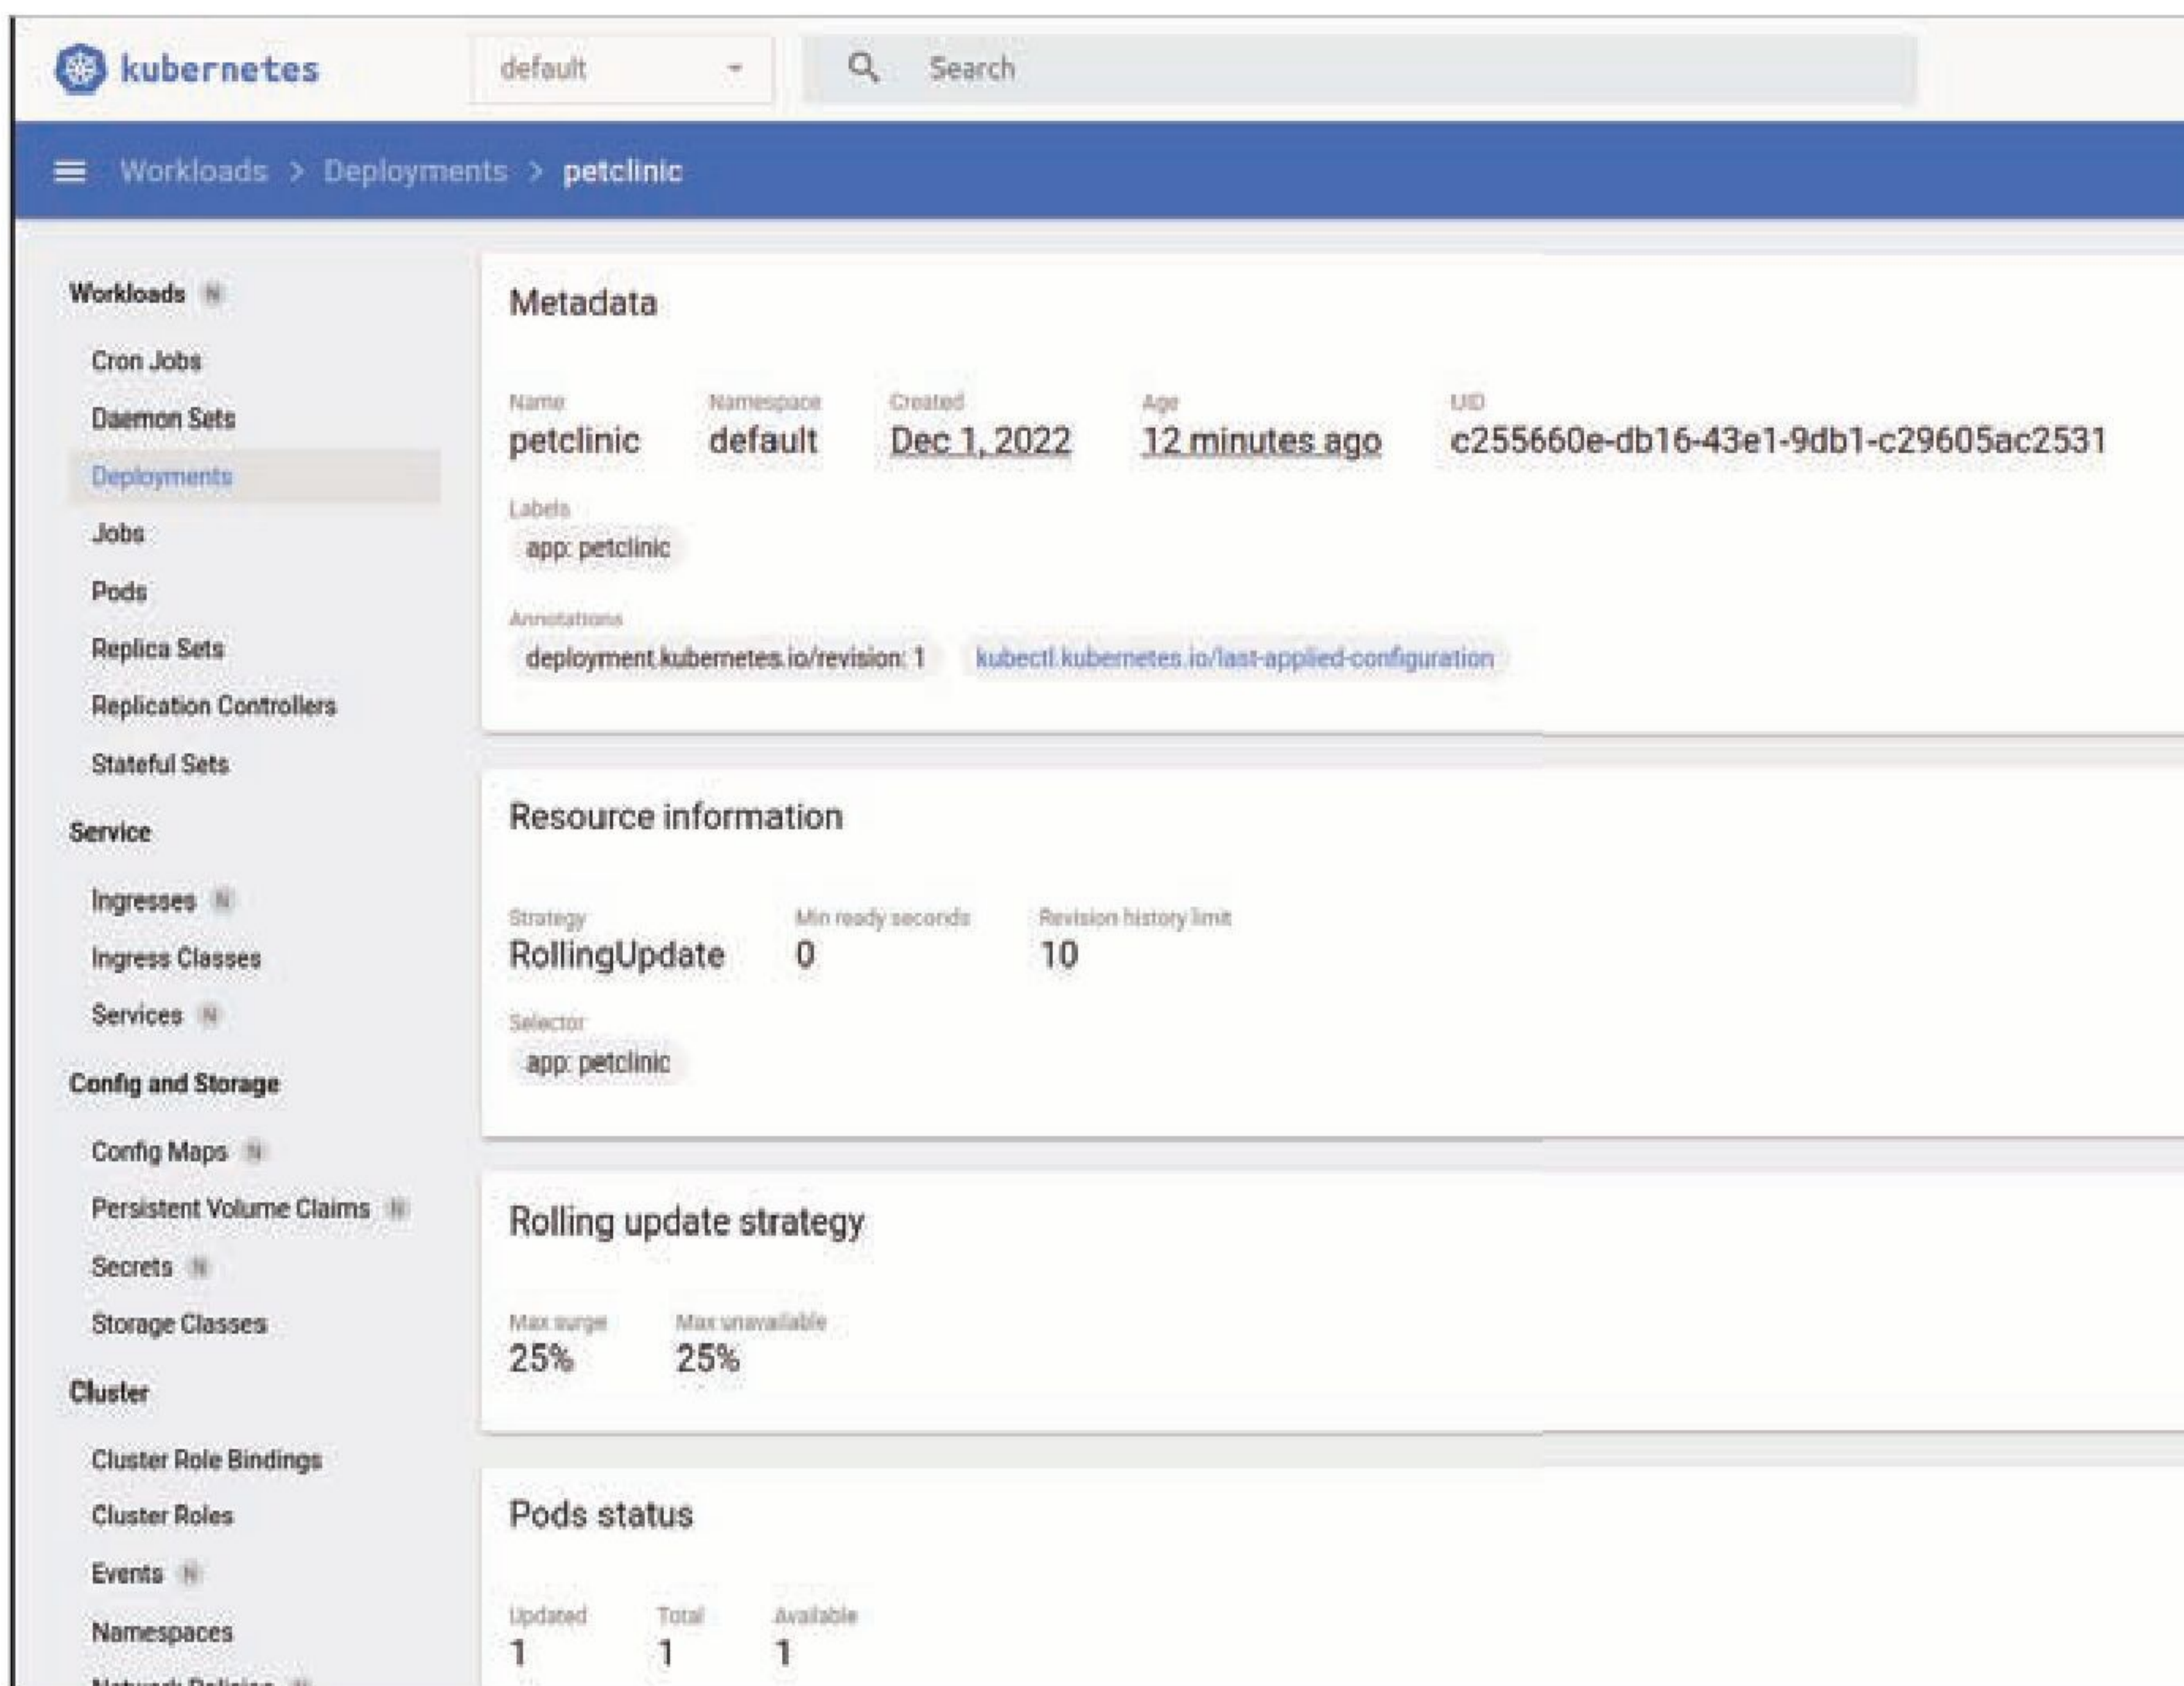 kubernetes
default
Search
Workloads > Deployments > petclinic
Workloads N
Cron Jobs
Daemon Sets
Deployments
Jobs
Pods
Replica Sets
Replication Controllers
Stateful Sets
Service
Ingresses N
Ingress Classes
Services N
Config and Storage
Config Maps N
Persistent Volume Claims N
Secrets N
Storage Classes
Cluster
Cluster Role Bindings
Cluster Roles
Events N
Namespaces
Network Policies N
Metadata
Name Namespace Created Age UID
petclinic default Dec 1, 2022 12 minutes ago c255660e-db16-43e1-9db1-c29605ac2531
Labels
app: petclinic
Annotations
deployment.kubernetes.io/revision: 1 kubectl.kubernetes.io/last-applied-configuration
Resource information
Strategy Min ready seconds Revision history limit
RollingUpdate 0 10
Selector
app: petclinic
Rolling update strategy
Max surge Max unavailable
25% 25%
Pods status
Updated Total Available
1 1 1